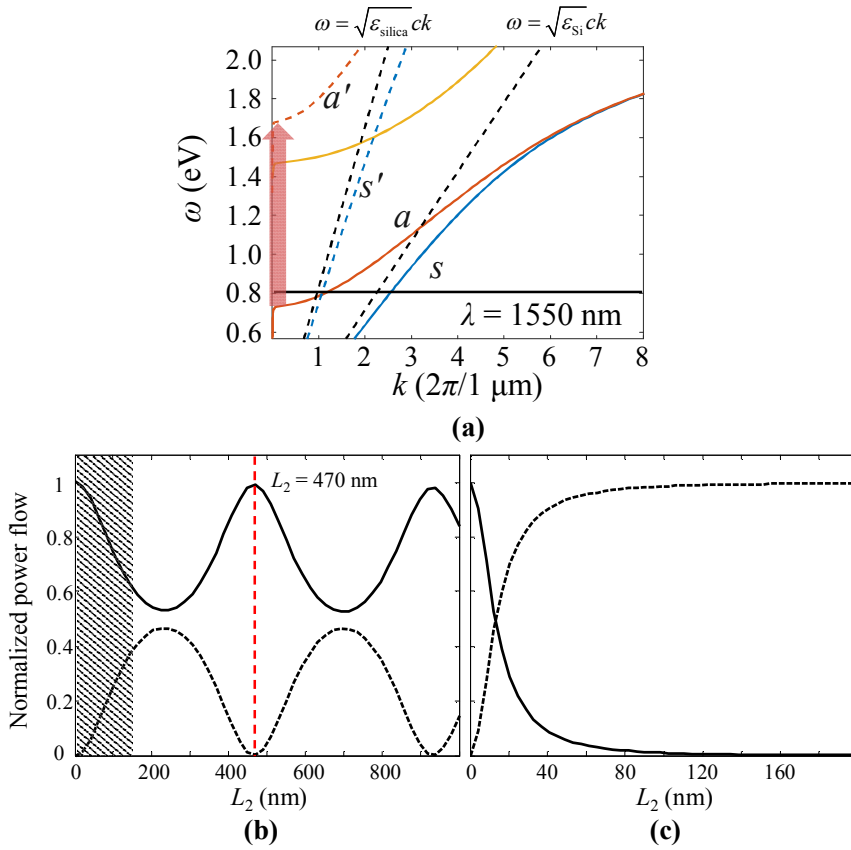 ω = √ε_silica ck
ω = √ε_Si ck
2.0
1.8
1.6
1.4
1.2
1.0
0.8
0.6
ω (eV)
a'
s'
a
s
λ = 1550 nm
1 2 3 4 5 6 7 8
k (2π/1 μm)
(a)
Normalized power flow
1
0.8
0.6
0.4
0.2
0
L₂ = 470 nm
0 200 400 600 800
L₂ (nm)
(b)
0 40 80 120 160
L₂ (nm)
(c)